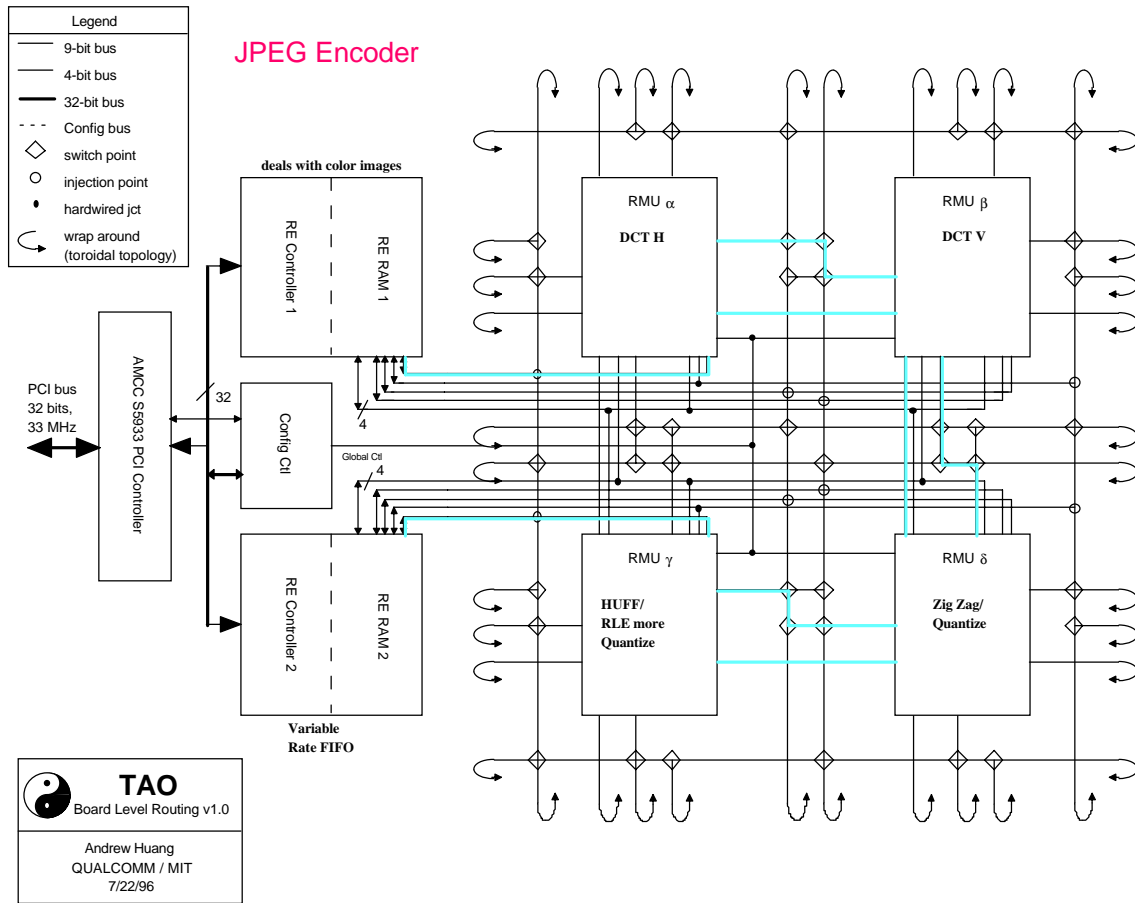 Legend
9-bit bus
4-bit bus
32-bit bus
Config bus
switch point
injection point
hardwired jct
wrap around
(toroidal topology)
JPEG Encoder
deals with color images
RE Controller 1
RE RAM 1
RMU α
DCT H
RMU β
DCT V
AMCC S5933 PCI Controller
PCI bus
32 bits,
33 MHz
32
Config Ctl
4
Global Ctl
4
RE Controller 2
RE RAM 2
Variable
Rate FIFO
RMU γ
HUFF/
RLE more
Quantize
RMU δ
Zig Zag/
Quantize
TAO
Board Level Routing v1.0
Andrew Huang
QUALCOMM / MIT
7/22/96